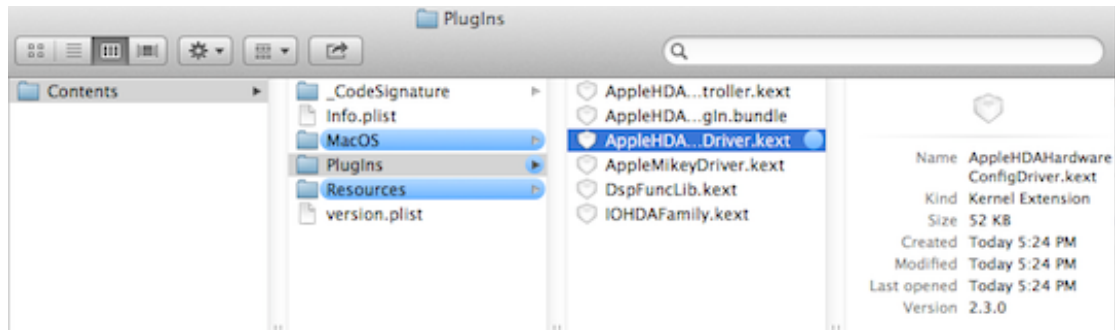 PlugIns
Contents
_CodeSignature
Info.plist
MacOS
PlugIns
Resources
version.plist
AppleHDA...troller.kext
AppleHDA...gIn.bundle
AppleHDA...Driver.kext
AppleMikeyDriver.kext
DspFuncLib.kext
IOHDAFamily.kext
Name AppleHDAHardware
ConfigDriver.kext
Kind Kernel Extension
Size 52 KB
Created Today 5:24 PM
Modified Today 5:24 PM
Last opened Today 5:24 PM
Version 2.3.0